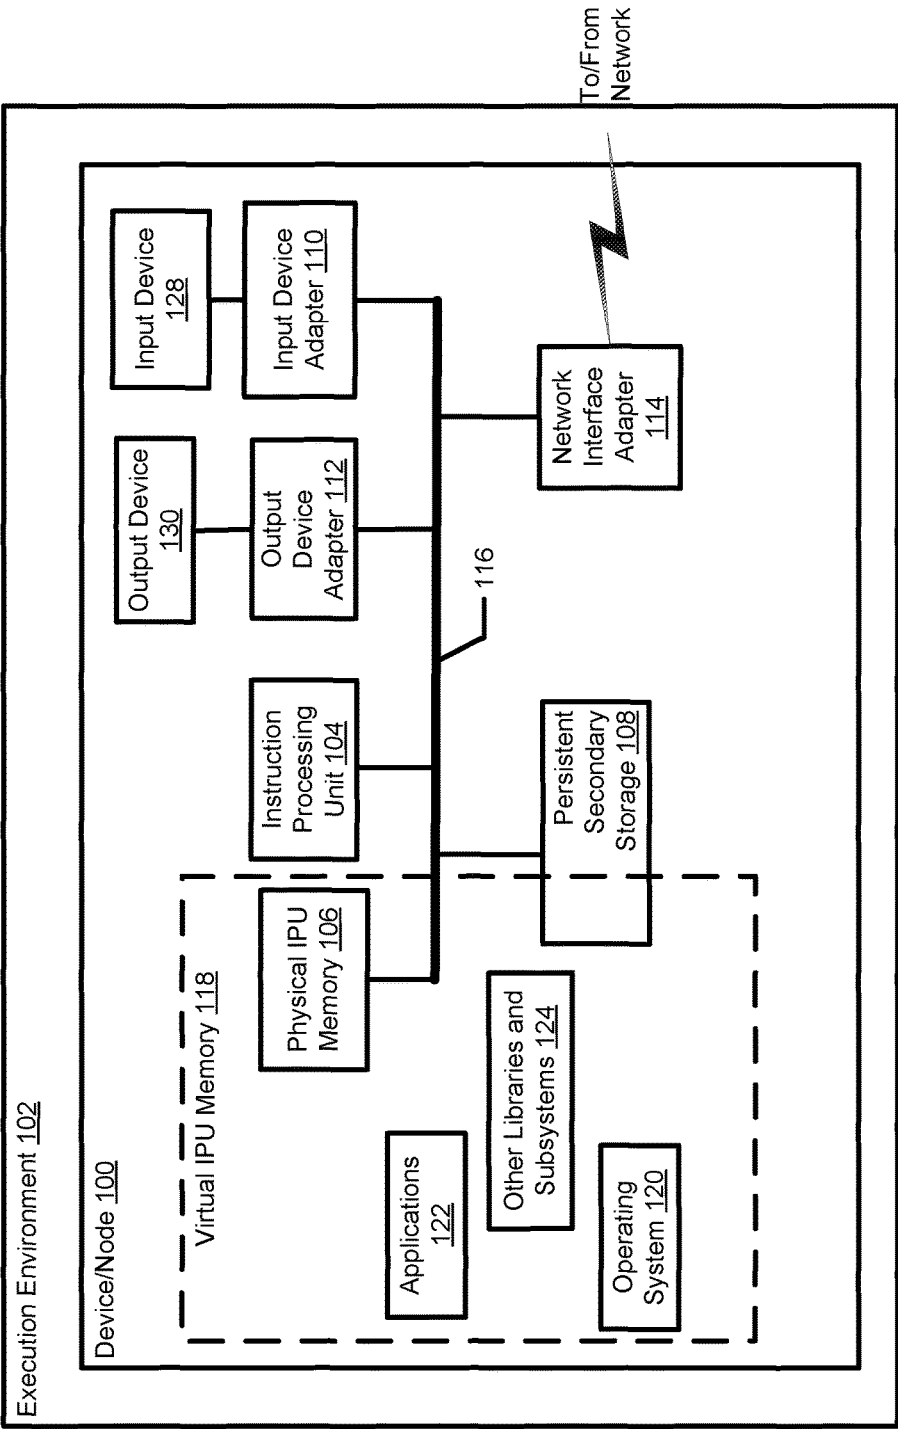 Execution Environment 102
Device/Node 100
Virtual IPU Memory 118
Physical IPU
Memory 106
Instruction
Processing
Unit 104
Output Device
130
Output
Device
Adapter 112
Input Device
128
Input Device
Adapter 110
Applications
122
Other Libraries and
Subsystems 124
Operating
System 120
Persistent
Secondary
Storage 108
116
Network
Interface
Adapter
114
To/From
Network